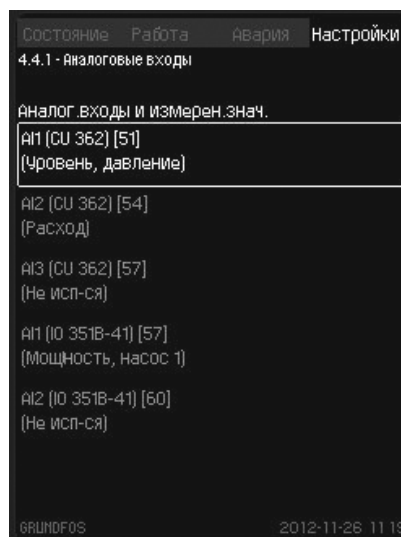 Состояние Работа Авария Настройки
4.4.1 - Аналоговые входы
Аналог.входы и измерен.знач.
AI1 (CU 362) [51]
(Уровень, давление)
AI2 (CU 362) [54]
(Расход)
AI3 (CU 362) [57]
(Не исп-ся)
AI1 (IO 351B-41) [57]
(Мощность, насос 1)
AI2 (IO 351B-41) [60]
(Не исп-ся)
GRUNDFOS 2012-11-26 11:19